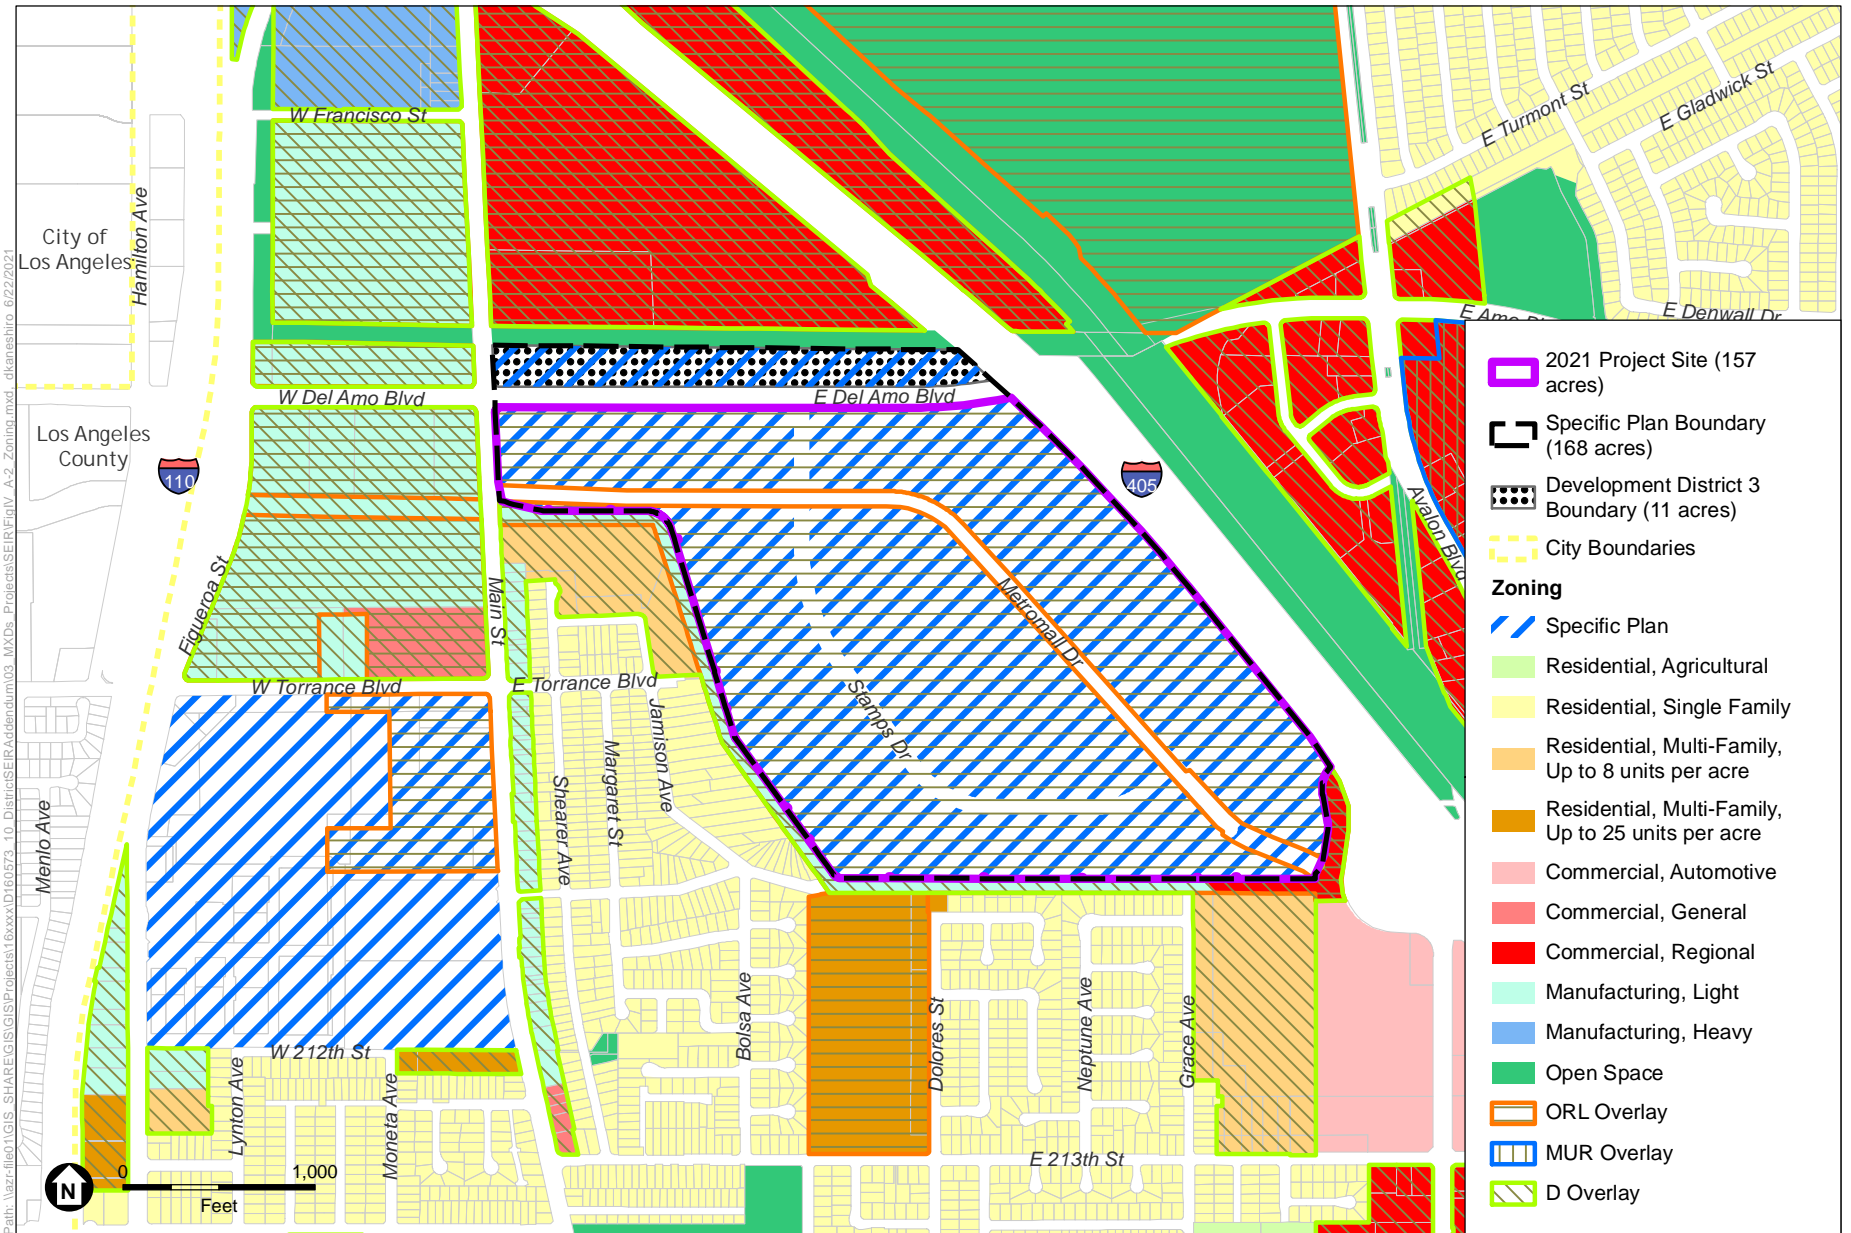 W Francisco St
E Turmont St
E Gladwick St
Hamilton Ave
City of
Los Angeles
E Denwall Dr
W Del Amo Blvd
E Del Amo Blvd
Los Angeles
County
110
405
Avalon Blvd
Figueroa St
Main St
Metromall Dr
W Torrance Blvd
E Torrance Blvd
Stamps Dr
Jamison Ave
Margaret St
Shearer Ave
Menlo Ave
Bolsa Ave
Dolores St
Neptune Ave
Grace Ave
W 212th St
Lynton Ave
Moneta Ave
E 213th St
N
0
1,000
Feet
2021 Project Site (157
acres)
Specific Plan Boundary
(168 acres)
Development District 3
Boundary (11 acres)
City Boundaries
Zoning
Specific Plan
Residential, Agricultural
Residential, Single Family
Residential, Multi-Family,
Up to 8 units per acre
Residential, Multi-Family,
Up to 25 units per acre
Commercial, Automotive
Commercial, General
Commercial, Regional
Manufacturing, Light
Manufacturing, Heavy
Open Space
ORL Overlay
MUR Overlay
D Overlay